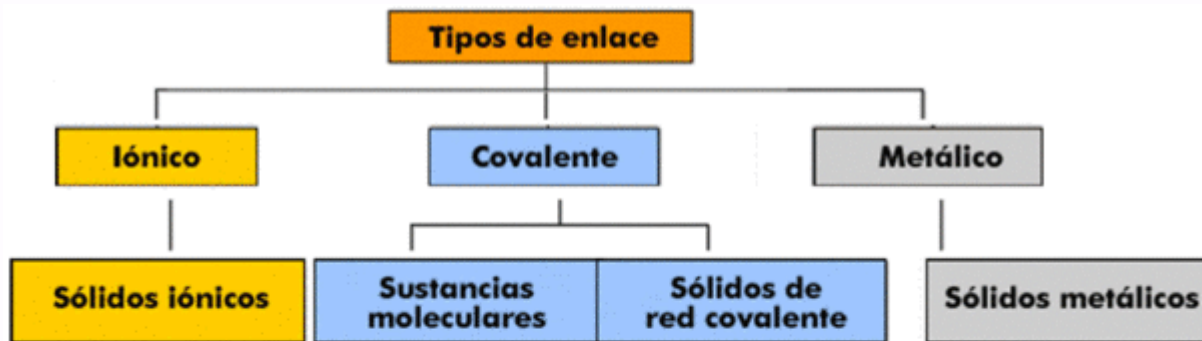 Tipos de enlace
Iónico
Covalente
Metálico
Sólidos iónicos
Sustancias
moleculares
Sólidos de
red covalente
Sólidos metálicos